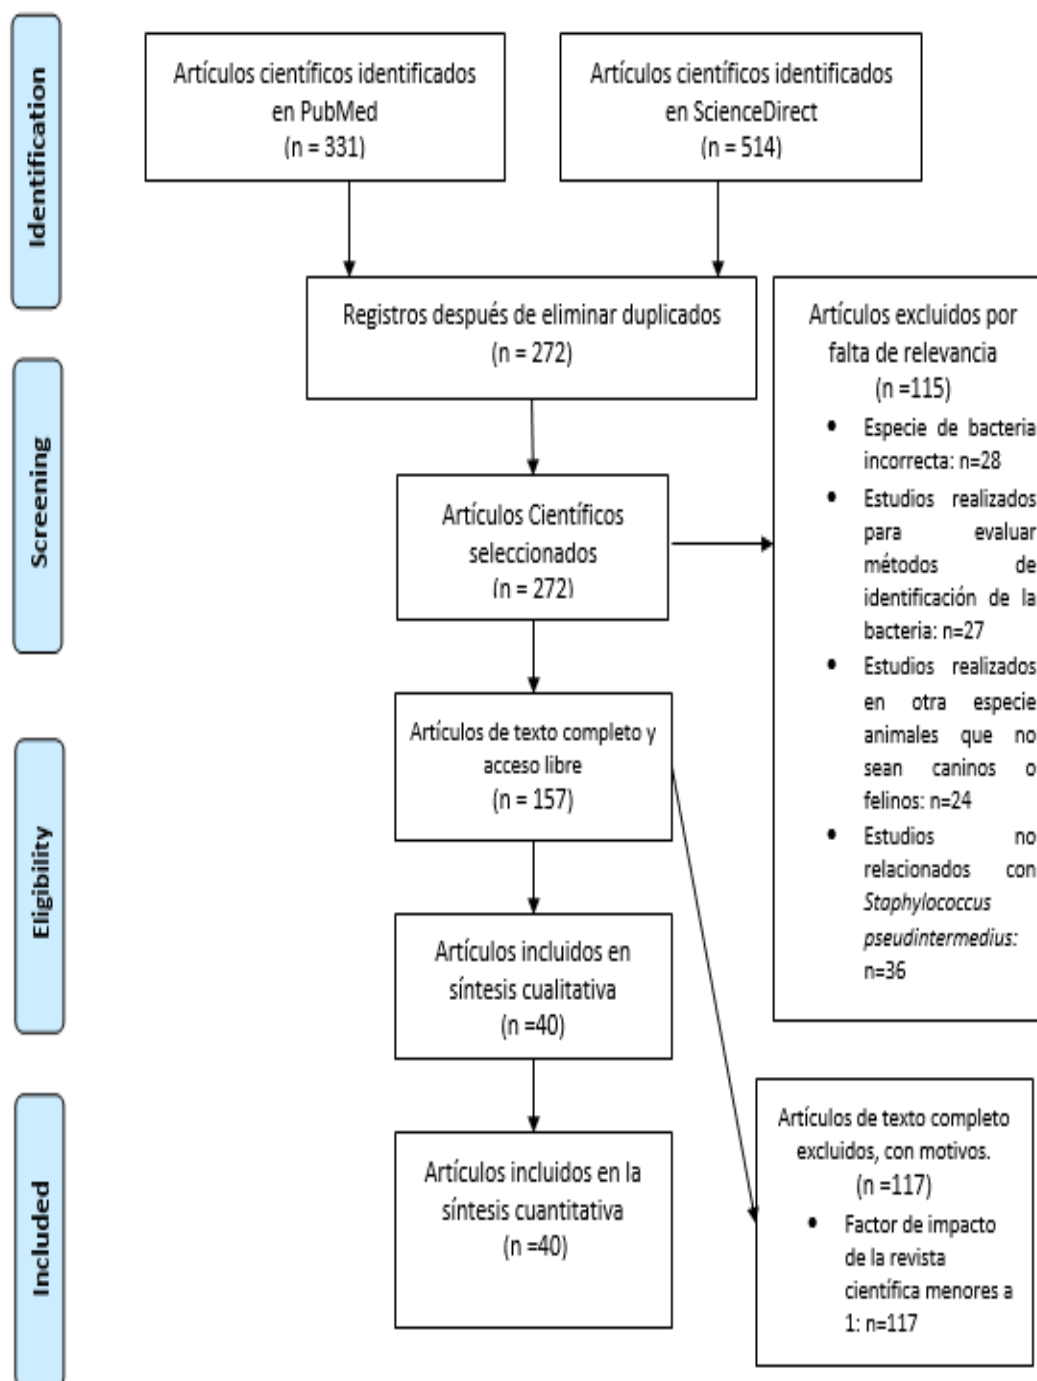 Identification
Artículos científicos identificados
en PubMed
(n = 331)
Artículos científicos identificados
en ScienceDirect
(n = 514)
Registros después de eliminar duplicados
(n = 272)
Screening
Artículos Científicos
seleccionados
(n = 272)
Artículos excluidos por
falta de relevancia
(n =115)
• Especie de bacteria
incorrecta: n=28
• Estudios realizados
para evaluar
métodos de
identificación de la
bacteria: n=27
• Estudios realizados
en otra especie
animales que no
sean caninos o
felinos: n=24
• Estudios no
relacionados con
Staphylococcus
pseudintermedius:
n=36
Eligibility
Artículos de texto completo y
acceso libre
(n = 157)
Artículos incluidos en
síntesis cualitativa
(n =40)
Artículos de texto completo
excluidos, con motivos.
(n =117)
• Factor de impacto
de la revista
científica menores a
1: n=117
Included
Artículos incluidos en la
síntesis cuantitativa
(n =40)